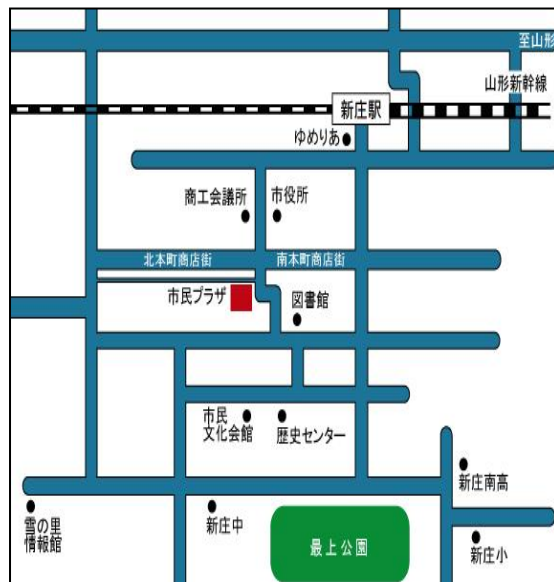 至山形
山形新幹線
新庄駅
ゆめりあ
商工会議所
市役所
北本町商店街
南本町商店街
市民プラザ
図書館
市民
文化会館
歴史センター
新庄南高
雪の里
情報館
新庄中
最上公園
新庄小